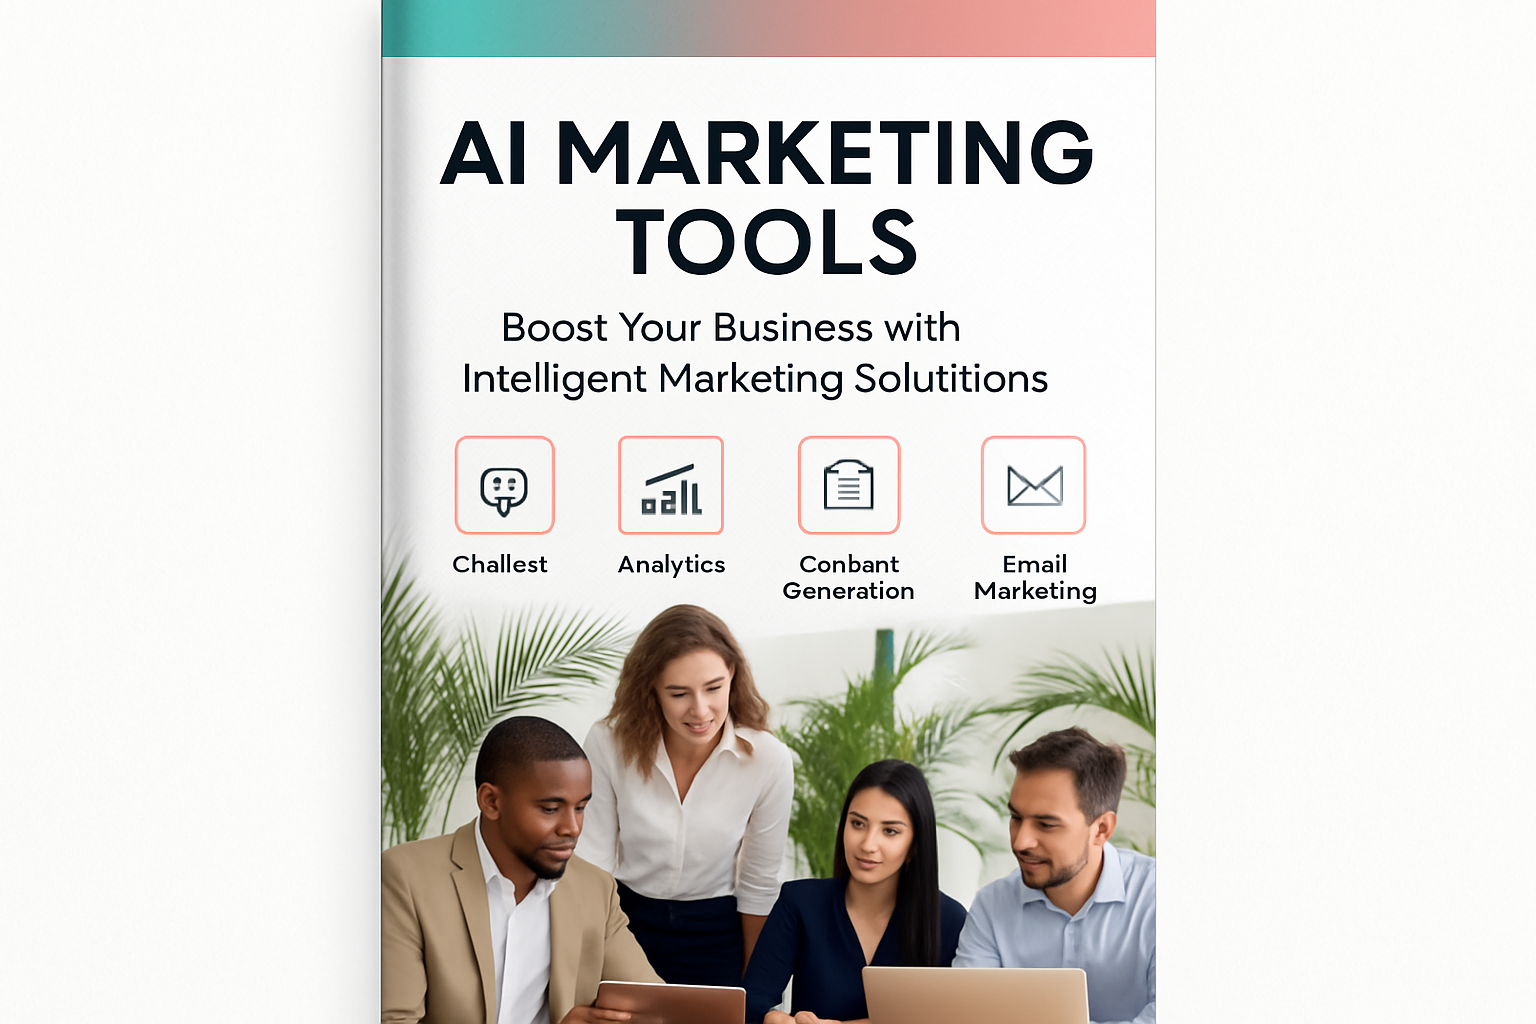 AI MARKETING
TOOLS
Boost Your Business with
Intelligent Marketing Solutitions
Challest
Analytics
Conbant
Generation
Email
Marketing